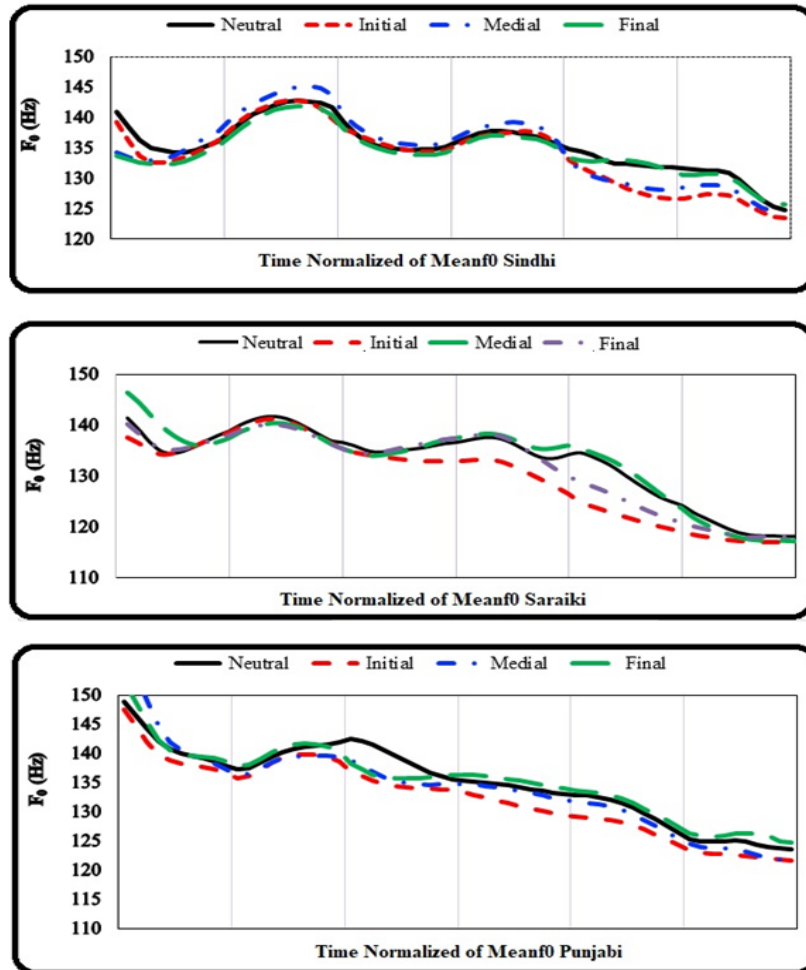 Neutral Initial Medial Final
150
145
140
135
130
125
120
F₀ (Hz)
Time Normalized of Meanf0 Sindhi
Neutral Initial Medial Final
150
140
130
120
110
F₀ (Hz)
Time Normalized of Meanf0 Saraiki
Neutral Initial Medial Final
150
145
140
135
130
125
120
115
110
F₀ (Hz)
Time Normalized of Meanf0 Punjabi